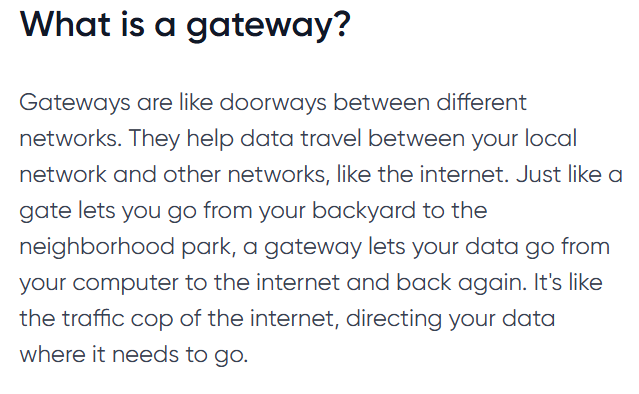 What is a gateway?
Gateways are like doorways between different
networks. They help data travel between your local
network and other networks, like the internet. Just like a
gate lets you go from your backyard to the
neighborhood park, a gateway lets your data go from
your computer to the internet and back again. It's like
the traffic cop of the internet, directing your data
where it needs to go.